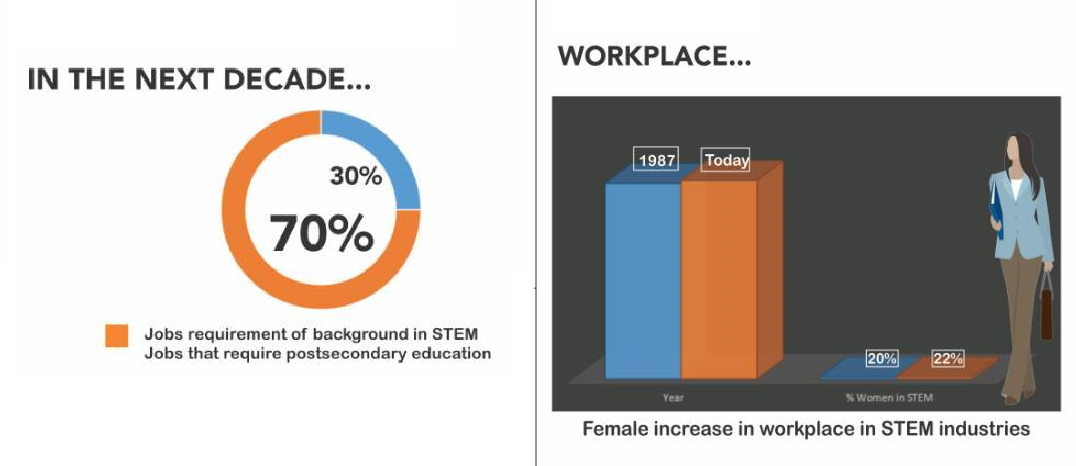 IN THE NEXT DECADE...
30%
70%
Jobs requirement of background in STEM
Jobs that require postsecondary education
WORKPLACE...
1987 Today
20% 22%
Year % Women in STEM
Female increase in workplace in STEM industries